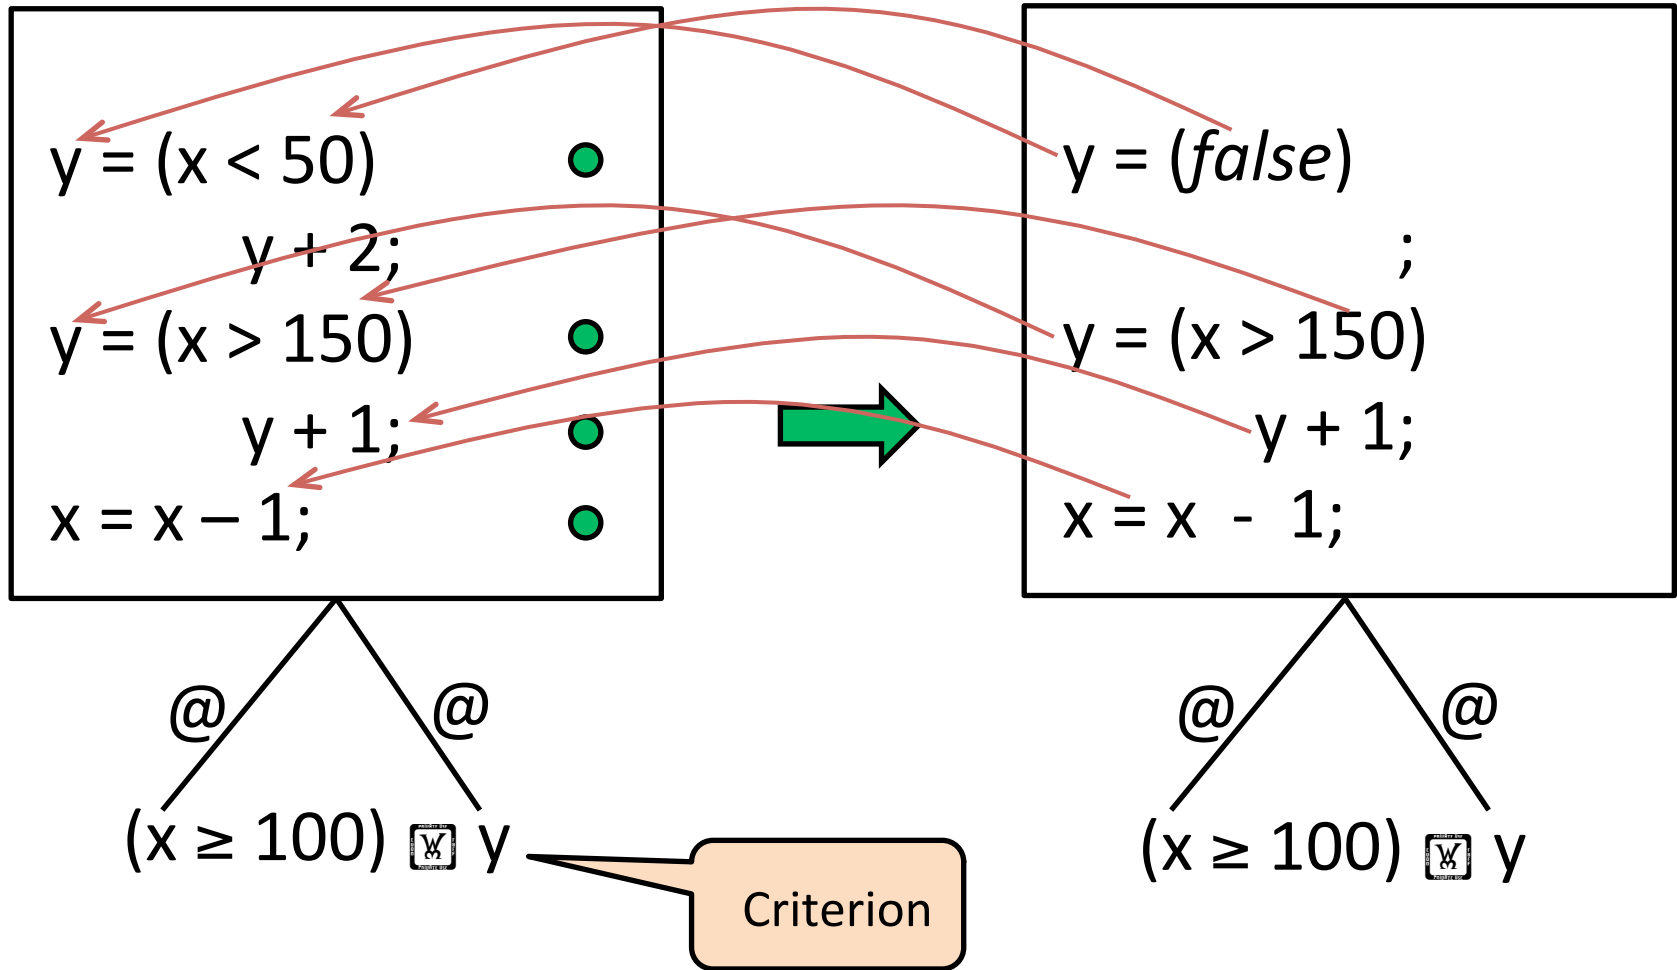 y = (x < 50)
y + 2;
y = (x > 150)
y + 1;
x = x – 1;
@ @
(x ≥ 100) y
Criterion
y = (false)
;
y = (x > 150)
y + 1;
x = x - 1;
@ @
(x ≥ 100) y